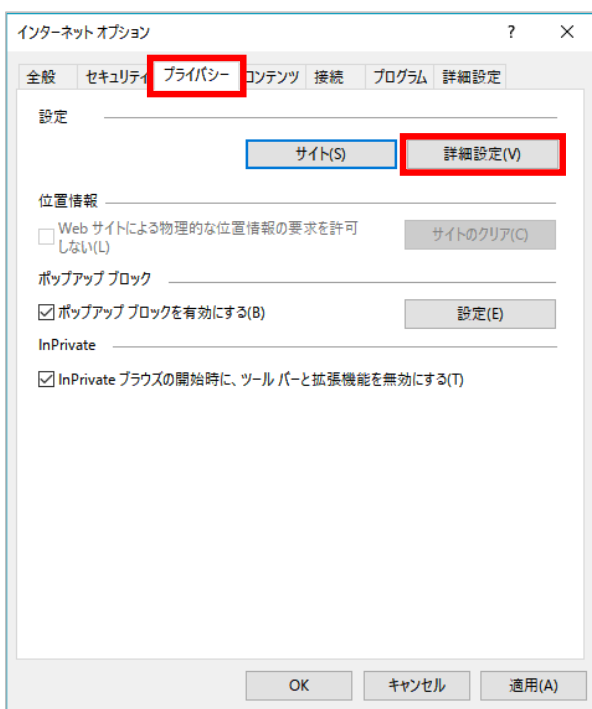 インターネット オプション ? ×
全般 セキュリティ プライバシー コンテンツ 接続 プログラム 詳細設定
設定
サイト(S) 詳細設定(V)
位置情報
Web サイトによる物理的な位置情報の要求を許可
しない(L)
サイトのクリア(C)
ポップアップ ブロック
ポップアップ ブロックを有効にする(B) 設定(E)
InPrivate
InPrivate ブラウズの開始時に、ツール バーと拡張機能を無効にする(T)
OK キャンセル 適用(A)